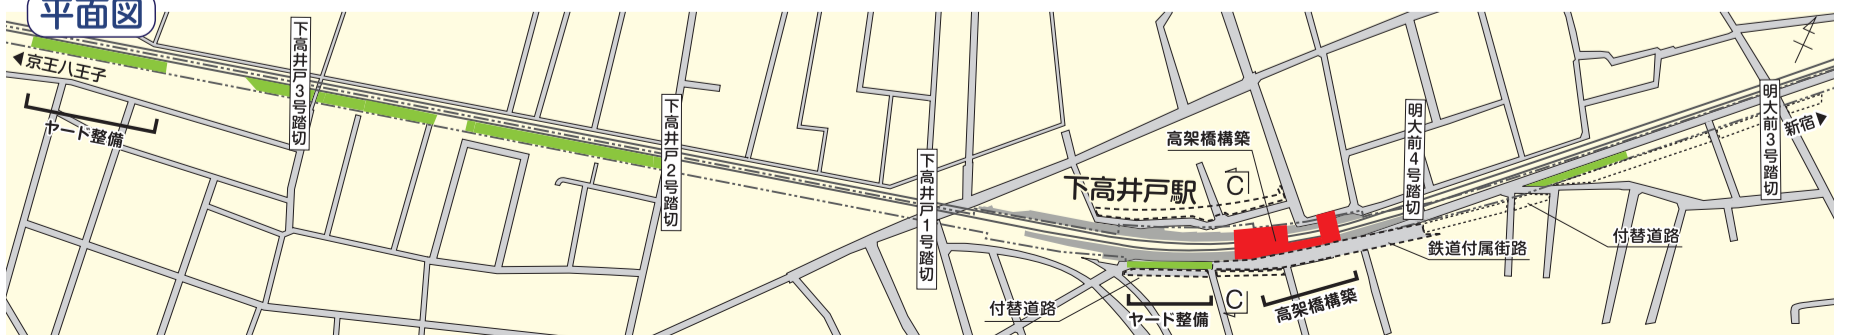 平面図
京王八王子
ヤード整備
下高井戸3号踏切
下高井戸2号踏切
下高井戸1号踏切
下高井戸駅
高架橋構築
C
明大前4号踏切
明大前3号踏切
新宿
付替道路
鉄道付属街路
付替道路
ヤード整備
C
高架橋構築